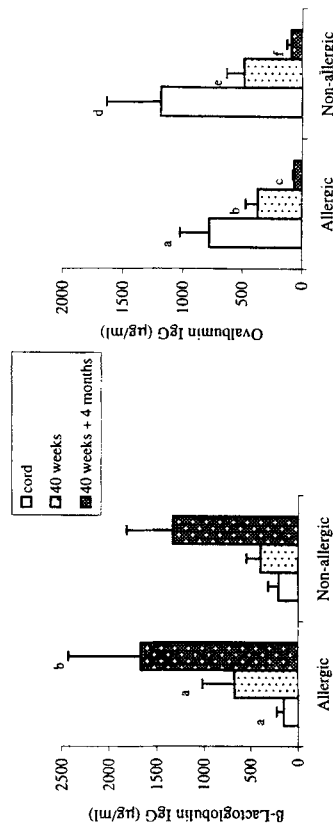 cord
40 weeks
40 weeks + 4 months
β-Lactoglobulin IgG (µg/ml)
2500
2000
1500
1000
500
0
a
a
b
Allergic
Non-allergic
Ovalbumin IgG (µg/ml)
2000
1500
1000
500
0
a
b
c
d
e
f
Allergic
Non-allergic